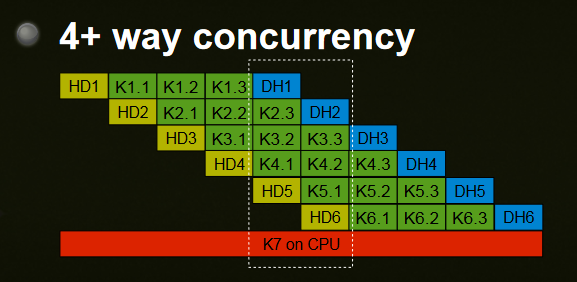 4+ way concurrency
HD1 K1.1 K1.2 K1.3 DH1
HD2 K2.1 K2.2 K2.3 DH2
HD3 K3.1 K3.2 K3.3 DH3
HD4 K4.1 K4.2 K4.3 DH4
HD5 K5.1 K5.2 K5.3 DH5
HD6 K6.1 K6.2 K6.3 DH6
K7 on CPU